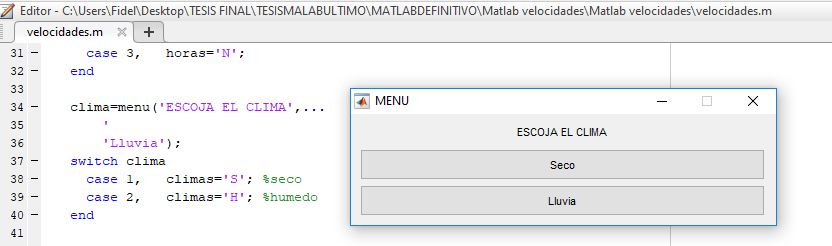 Editor - C:\Users\Fidel\Desktop\TESIS FINAL\TESISMALABULTIMO\MATLABDEFINITIVO\Matlab velocidades\Matlab velocidades\velocidades.m
velocidades.m
31 - case 3, horas='N';
32 - end
33
34 - clima=menu('ESCOJA EL CLIMA',...
35 '
36 'Lluvia');
37 - switch clima
38 - case 1, climas='S'; %seco
39 - case 2, climas='H'; %humedo
40 - end
41
MENU
ESCOJA EL CLIMA
Seco
Lluvia